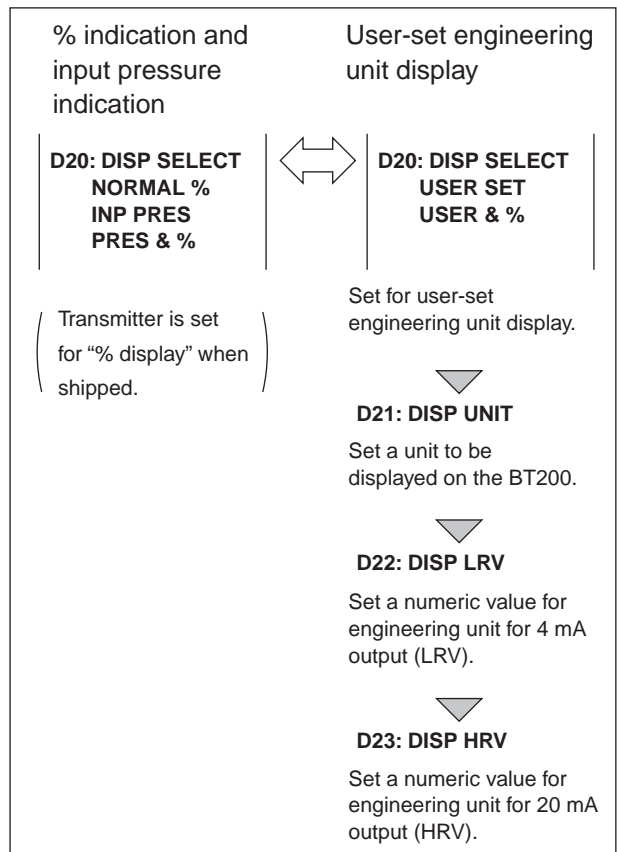 % indication and
input pressure
indication
D20: DISP SELECT
NORMAL %
INP PRES
PRES & %
Transmitter is set
for “% display” when
shipped.
User-set engineering
unit display
D20: DISP SELECT
USER SET
USER & %
Set for user-set
engineering unit display.
D21: DISP UNIT
Set a unit to be
displayed on the BT200.
D22: DISP LRV
Set a numeric value for
engineering unit for 4 mA
output (LRV).
D23: DISP HRV
Set a numeric value for
engineering unit for 20 mA
output (HRV).